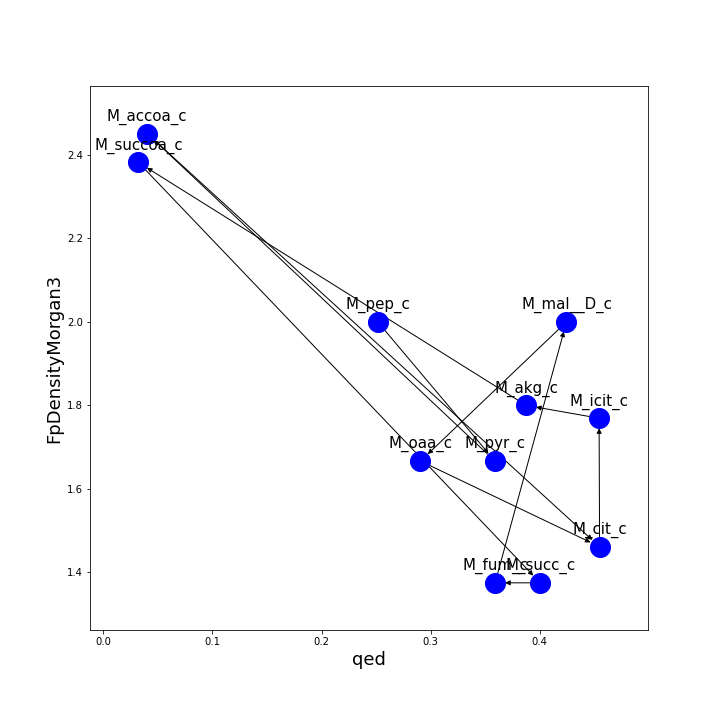 M_accoa_c
M_succoa_c
2.4
2.2
M_pep_c
M_mal__D_c
2.0
M_akg_c
M_icit_c
1.8
M_oaa_c
M_pyr_c
1.6
M_cit_c
M_fum_c
M_succ_c
1.4
0.0
0.1
0.2
0.3
0.4
qed
FpDensityMorgan3